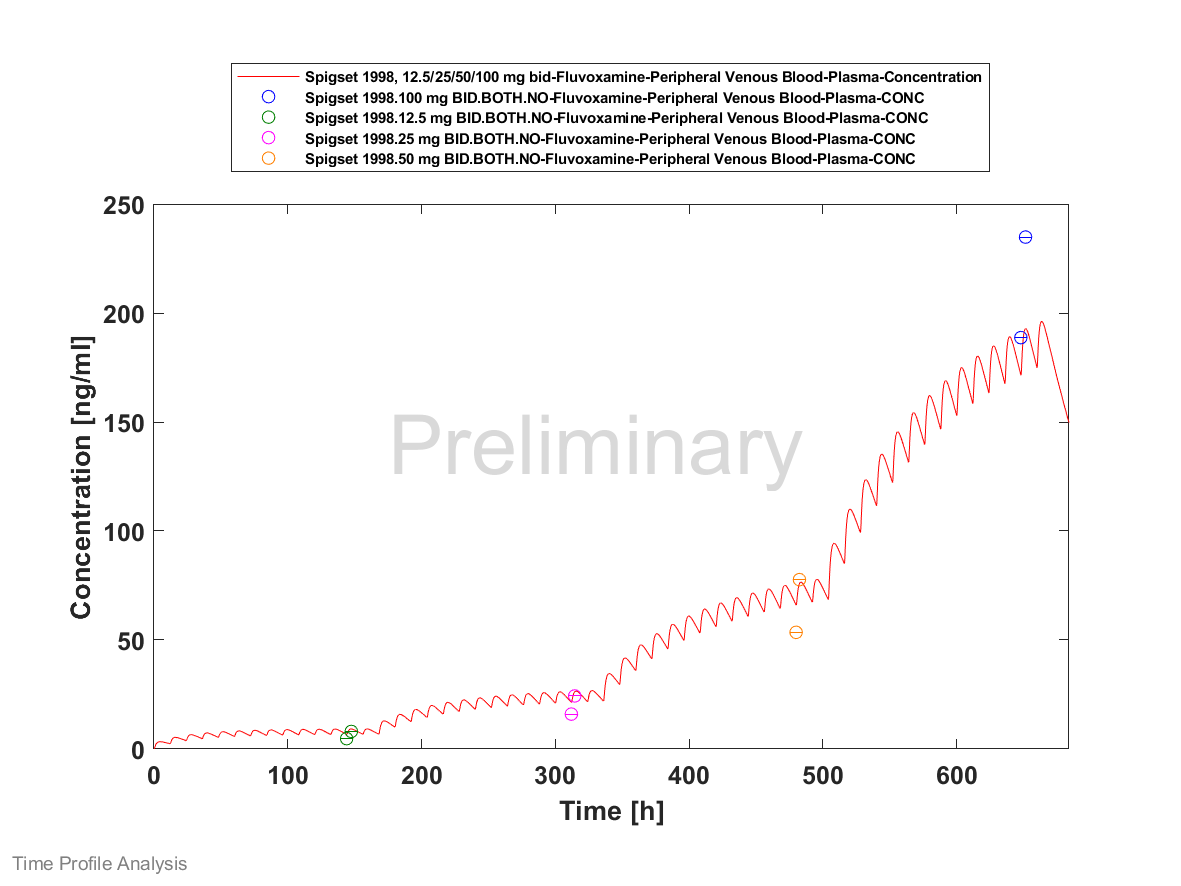 Spigset 1998, 12.5/25/50/100 mg bid-Fluvoxamine-Peripheral Venous Blood-Plasma-Concentration
Spigset 1998.100 mg BID.BOTH.NO-Fluvoxamine-Peripheral Venous Blood-Plasma-CONC
Spigset 1998.12.5 mg BID.BOTH.NO-Fluvoxamine-Peripheral Venous Blood-Plasma-CONC
Spigset 1998.25 mg BID.BOTH.NO-Fluvoxamine-Peripheral Venous Blood-Plasma-CONC
Spigset 1998.50 mg BID.BOTH.NO-Fluvoxamine-Peripheral Venous Blood-Plasma-CONC
250
200
150
100
50
0
Concentration [ng/ml]
Preliminary
0 100 200 300 400 500 600
Time [h]
Time Profile Analysis